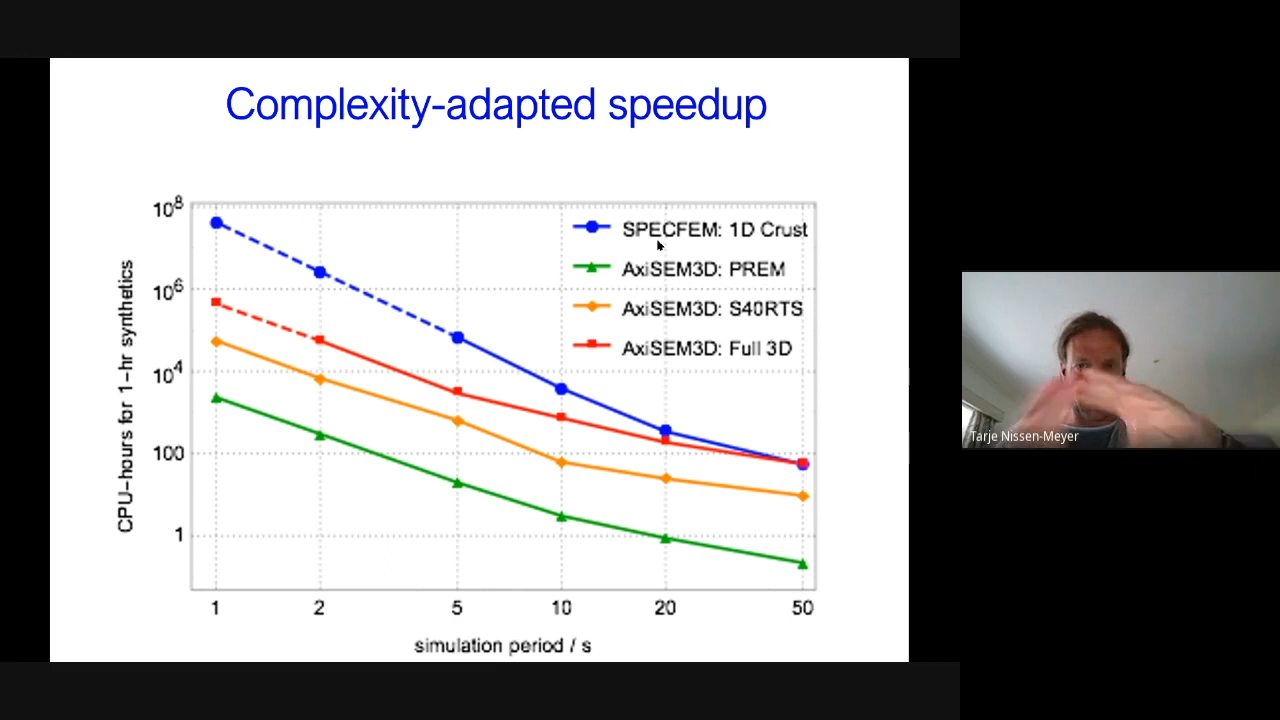 Complexity-adapted speedup
10^8
10^6
10^4
100
1
CPU-hours for 1-hr synthetics
SPECFEM: 1D Crust
AxiSEM3D: PREM
AxiSEM3D: S40RTS
AxiSEM3D: Full 3D
1 2 5 10 20 50
simulation period / s
Tarje Nissen-Meyer